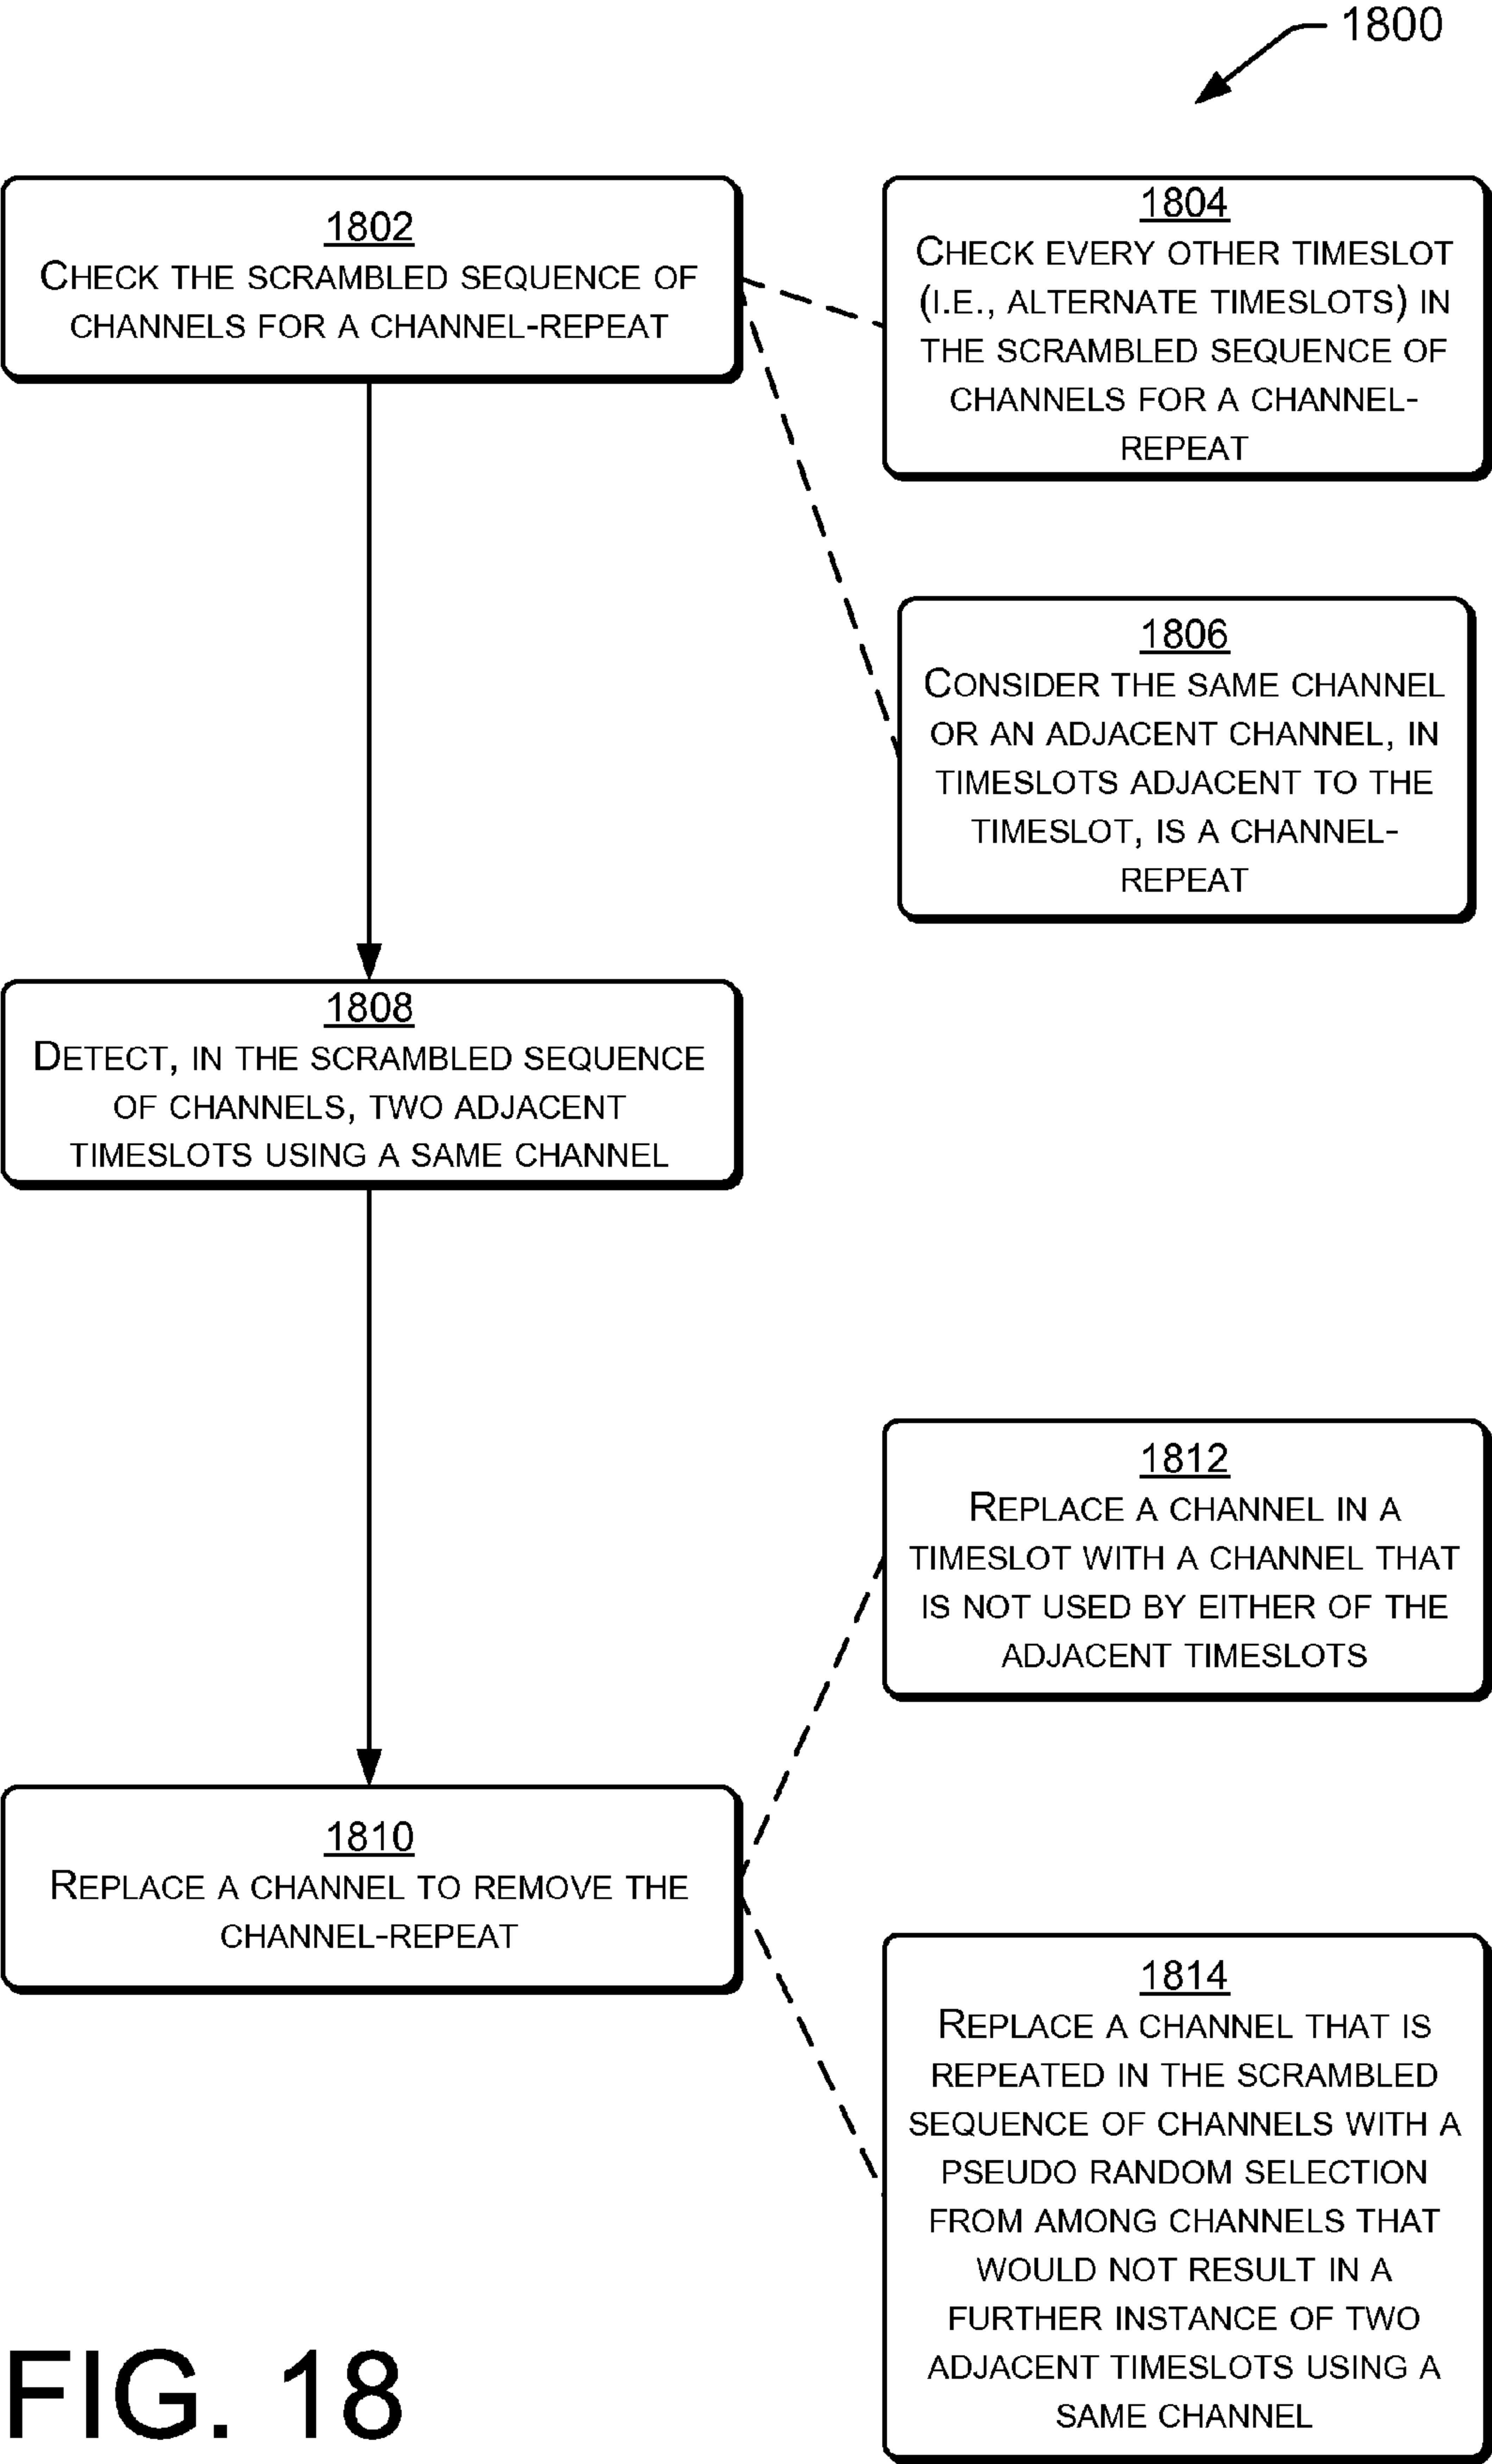 1800
1802
CHECK THE SCRAMBLED SEQUENCE OF
CHANNELS FOR A CHANNEL-REPEAT
1804
CHECK EVERY OTHER TIMESLOT
(I.E., ALTERNATE TIMESLOTS) IN
THE SCRAMBLED SEQUENCE OF
CHANNELS FOR A CHANNEL-
REPEAT
1806
CONSIDER THE SAME CHANNEL
OR AN ADJACENT CHANNEL, IN
TIMESLOTS ADJACENT TO THE
TIMESLOT, IS A CHANNEL-
REPEAT
1808
DETECT, IN THE SCRAMBLED SEQUENCE
OF CHANNELS, TWO ADJACENT
TIMESLOTS USING A SAME CHANNEL
1810
REPLACE A CHANNEL TO REMOVE THE
CHANNEL-REPEAT
1812
REPLACE A CHANNEL IN A
TIMESLOT WITH A CHANNEL THAT
IS NOT USED BY EITHER OF THE
ADJACENT TIMESLOTS
1814
REPLACE A CHANNEL THAT IS
REPEATED IN THE SCRAMBLED
SEQUENCE OF CHANNELS WITH A
PSEUDO RANDOM SELECTION
FROM AMONG CHANNELS THAT
WOULD NOT RESULT IN A
FURTHER INSTANCE OF TWO
ADJACENT TIMESLOTS USING A
SAME CHANNEL
FIG. 18